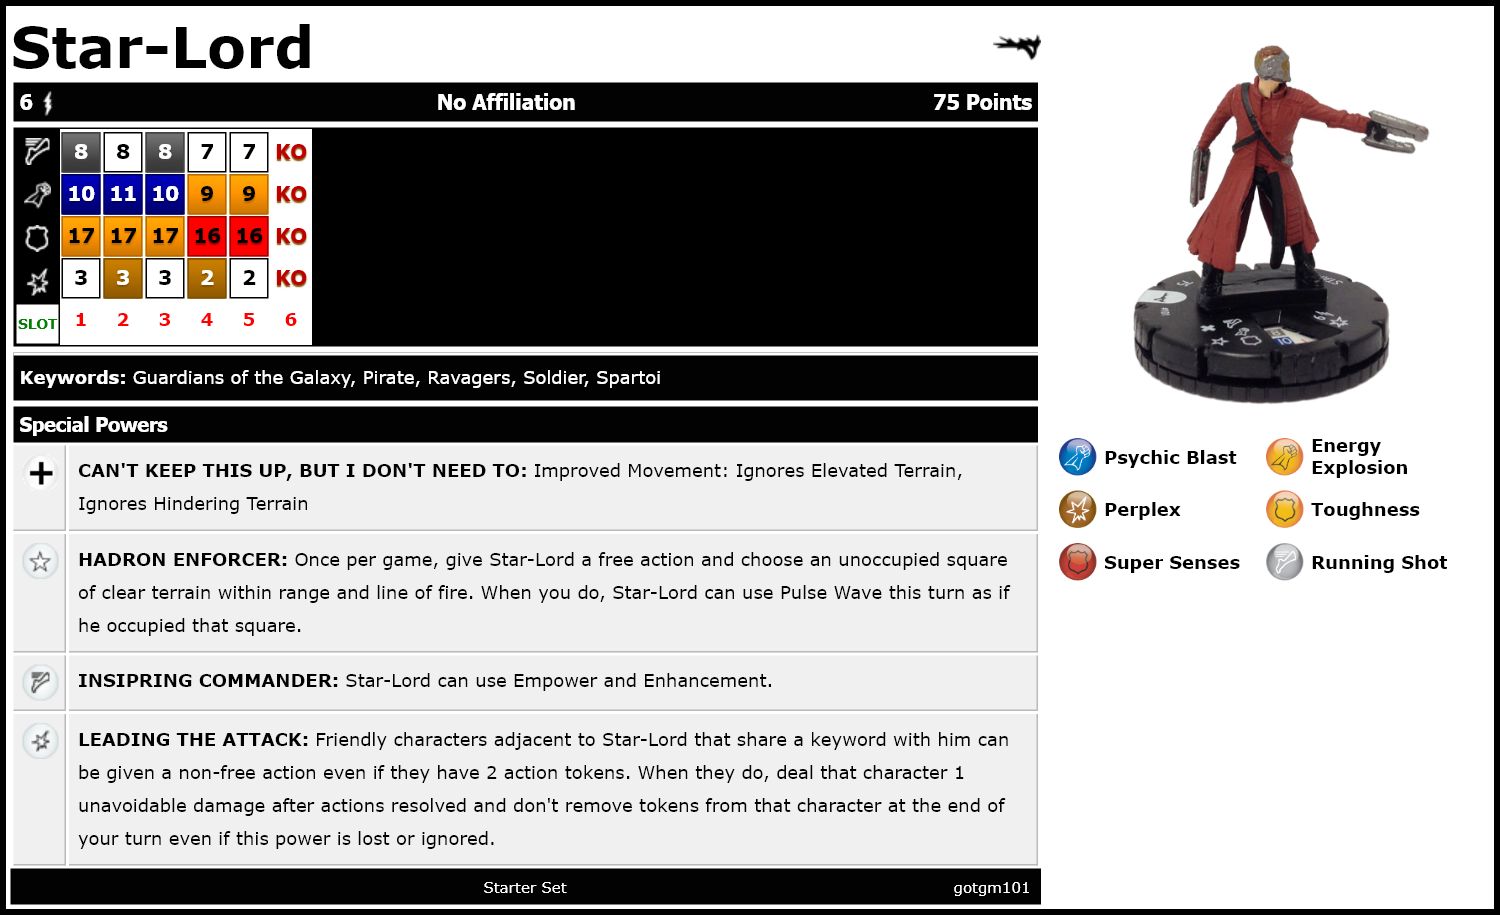 Star-Lord
6 No Affiliation 75 Points
8 8 8 7 7 KO
10 11 10 9 9 KO
17 17 17 16 16 KO
3 3 3 2 2 KO
SLOT 1 2 3 4 5 6
Keywords: Guardians of the Galaxy, Pirate, Ravagers, Soldier, Spartoi
Special Powers
CAN'T KEEP THIS UP, BUT I DON'T NEED TO: Improved Movement: Ignores Elevated Terrain,
Ignores Hindering Terrain
HADRON ENFORCER: Once per game, give Star-Lord a free action and choose an unoccupied square
of clear terrain within range and line of fire. When you do, Star-Lord can use Pulse Wave this turn as if
he occupied that square.
INSIPRING COMMANDER: Star-Lord can use Empower and Enhancement.
LEADING THE ATTACK: Friendly characters adjacent to Star-Lord that share a keyword with him can
be given a non-free action even if they have 2 action tokens. When they do, deal that character 1
unavoidable damage after actions resolved and don't remove tokens from that character at the end of
your turn even if this power is lost or ignored.
Starter Set gotgm101
Psychic Blast
Energy
Explosion
Perplex
Toughness
Super Senses
Running Shot